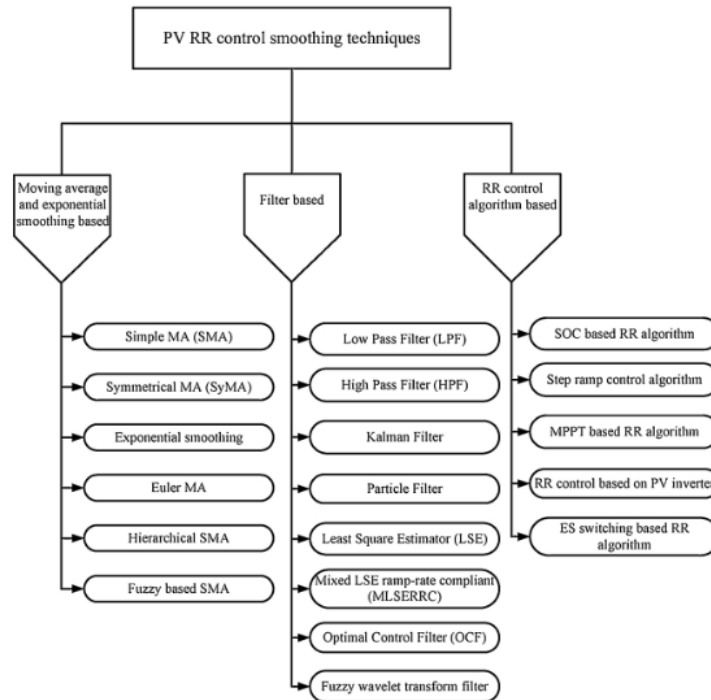 PV RR control smoothing techniques
Moving average
and exponential
smoothing based
Simple MA (SMA)
Symmetrical MA (SyMA)
Exponential smoothing
Euler MA
Hierarchical SMA
Fuzzy based SMA
Filter based
Low Pass Filter (LPF)
High Pass Filter (HPF)
Kalman Filter
Particle Filter
Least Square Estimator (LSE)
Mixed LSE ramp-rate compliant
(MLSERRC)
Optimal Control Filter (OCF)
Fuzzy wavelet transform filter
RR control
algorithm based
SOC based RR algorithm
Step ramp control algorithm
MPPT based RR algorithm
RR control based on PV inverter
ES switching based RR
algorithm